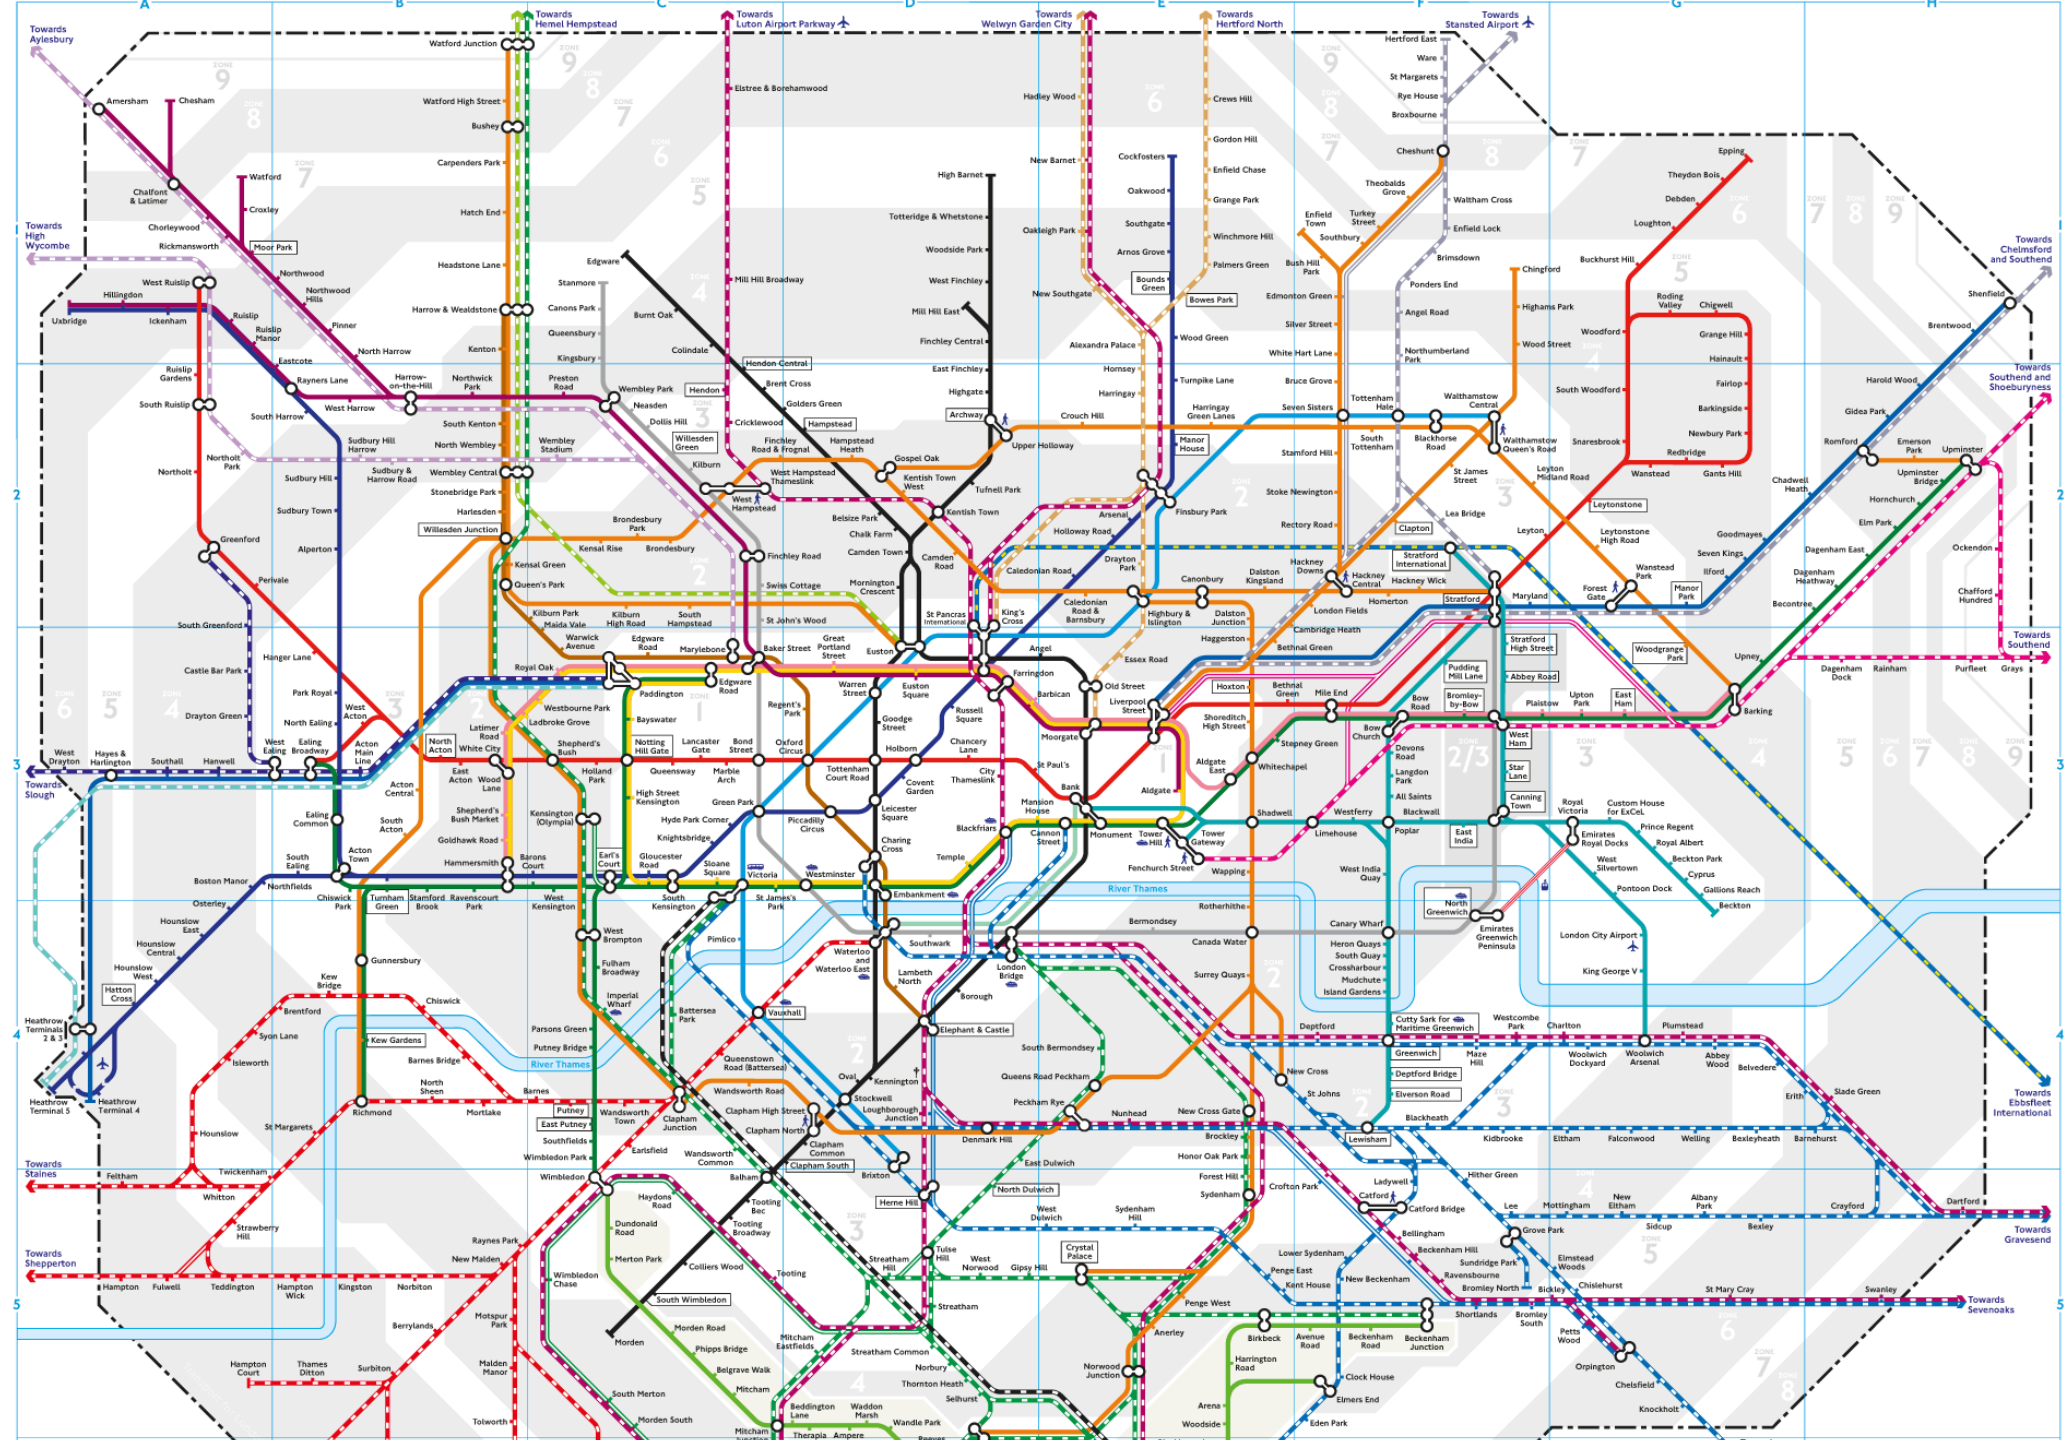 A
B
C
D
E
F
G
H
Towards
Aylesbury
Towards
Hemel Hempstead
Towards
Luton Airport Parkway
Towards
Welwyn Garden City
Towards
Hertford North
Towards
Stansted Airport
Watford Junction
Hertford East
Ware
St Margarets
Rye House
Broxbourne
Amersham
Chesham
Watford High Street
Bushey
Elstree & Borehamwood
Hadley Wood
Crews Hill
Gordon Hill
Carpenders Park
New Barnet
Cockfosters
Enfield Chase
Cheshunt
Epping
Theydon Bois
Debden
Loughton
Chalfont
& Latimer
Watford
Croxley
High Barnet
Oakwood
Grange Park
Theobalds
Grove
Waltham Cross
Chorleywood
Rickmansworth
Moor Park
Hatch End
Totteridge & Whetstone
Southgate
Oakleigh Park
Winchmore Hill
Enfield
Town
Turkey
Street
Southbury
Enfield Lock
Towards
High
Wycombe
Towards
Chelmsford
and Southend
Headstone Lane
Edgware
Woodside Park
Arnos Grove
Palmers Green
Bush Hill
Park
Brimsdown
Chingford
Buckhurst Hill
West Ruislip
Northwood
Northwood
Hills
Stanmore
Mill Hill Broadway
West Finchley
New Southgate
Bounds
Green
Bowes Park
Edmonton Green
Ponders End
Highams Park
Roding
Valley
Chigwell
Shenfield
Hillingdon
Uxbridge
Ickenham
Ruislip
Ruislip
Manor
Pinner
Harrow & Wealdstone
Canons Park
Burnt Oak
Mill Hill East
Silver Street
Angel Road
Woodford
Grange Hill
Brentwood
Eastcote
North Harrow
Kenton
Queensbury
Kingsbury
Colindale
Hendon Central
Finchley Central
Alexandra Palace
Wood Green
White Hart Lane
Northumberland
Park
Wood Street
Hainault
Ruislip
Gardens
Rayners Lane
Harrow-
on-the-Hill
Northwick
Park
Preston
Road
Wembley Park
Hendon
Brent Cross
East Finchley
Hornsey
Turnpike Lane
Bruce Grove
South Woodford
Fairlop
Harold Wood
Towards
Southend and
Shoeburyness
South Ruislip
South Harrow
West Harrow
South Kenton
Neasden
Dollis Hill
Cricklewood
Golders Green
Hampstead
Highgate
Archway
Harringay
Crouch Hill
Harringay
Green Lanes
Seven Sisters
Tottenham
Hale
Blackhorse
Road
Walthamstow
Central
Barkingside
Gidea Park
North Wembley
Wembley
Stadium
Willesden
Green
Finchley
Road & Frognal
Hampstead
Heath
Upper Holloway
Manor
House
South
Tottenham
Walthamstow
Queen's Road
Snaresbrook
Newbury Park
Redbridge
Wanstead
Gants Hill
Romford
Emerson
Park
Upminster
Northolt
Northolt
Park
Sudbury Hill
Harrow
Sudbury &
Harrow Road
Sudbury Hill
Wembley Central
Kilburn
West Hampstead
Thameslink
Gospel Oak
Stamford Hill
St James
Street
Leyton
Midland Road
Upminster
Bridge
Stonebridge Park
West
Hampstead
Kentish Town
West
Tufnell Park
Stoke Newington
Chadwell
Heath
Hornchurch
Sudbury Town
Harlesden
Belsize Park
Kentish Town
Arsenal
Finsbury Park
Lea Bridge
Leytonstone
Elm Park
Willesden Junction
Brondesbury
Park
Kensal Rise
Brondesbury
Chalk Farm
Holloway Road
Rectory Road
Clapton
Leyton
Leytonstone
High Road
Goodmayes
Greenford
Alperton
Camden Town
Camden
Road
Finchley Road
Drayton
Park
Hackney
Downs
Stratford
International
Seven Kings
Dagenham East
Ockendon
Kensal Green
Caledonian Road
Canonbury
Dalston
Kingsland
Hackney
Central
Hackney Wick
Wanstead
Park
Ilford
Dagenham
Heathway
Perivale
Queen's Park
Swiss Cottage
Mornington
Crescent
Homerton
Stratford
Maryland
Forest
Gate
Manor
Park
Becontree
Chafford
Hundred
South Greenford
Kilburn Park
Maida Vale
Kilburn
High Road
South
Hampstead
St John's Wood
St Pancras
International
King's
Cross
Caledonian
Road &
Barnsbury
Highbury &
Islington
Dalston
Junction
London Fields
Cambridge Heath
Warwick
Avenue
Edgware
Road
Marylebone
Baker Street
Great
Portland
Street
Euston
Angel
Essex Road
Haggerston
Bethnal Green
Stratford
High Street
Woodgrange
Park
Upney
Towards
Southend
Hanger Lane
Castle Bar Park
Royal Oak
Paddington
Edgware
Road
Warren
Street
Euston
Square
Farringdon
Barbican
Old Street
Hoxton
Bethnal
Green
Mile End
Pudding
Mill Lane
Abbey Road
Dagenham
Dock
Rainham
Purfleet
Grays
Park Royal
Drayton Green
North Ealing
West
Acton
Westbourne Park
Ladbroke Grove
Latimer
Road
Bayswater
Regent's
Park
Goodge
Street
Russell
Square
Liverpool
Street
Moorgate
Shoreditch
High Street
Stepney Green
Bow
Road
Bromley-
by-Bow
Plaistow
Upton
Park
East
Ham
Barking
Bow
Church
West
Ham
West
Drayton
Hayes &
Harlington
Southall
Hanwell
West
Ealing
Ealing
Broadway
Acton
Main
Line
North
Acton
East
Acton
White City
Wood
Lane
Shepherd's
Bush
Holland
Park
Notting
Hill Gate
Lancaster
Gate
Queensway
Bond
Street
Marble
Arch
Oxford
Circus
Tottenham
Court Road
Holborn
Chancery
Lane
City
Thameslink
St Paul's
Aldgate
East
Aldgate
Whitechapel
Devons
Road
Langdon
Park
All Saints
Star
Lane
Towards
Slough
Acton
Central
South
Acton
Shepherd's
Bush Market
Goldhawk Road
Kensington
(Olympia)
High Street
Kensington
Green Park
Hyde Park Corner
Knightsbridge
Piccadilly
Circus
Covent
Garden
Leicester
Square
Mansion
House
Bank
Cannon
Street
Monument
Tower
Hill
Tower
Gateway
Fenchurch Street
Shadwell
Limehouse
Westferry
Poplar
Blackwall
East
India
Canning
Town
Royal
Victoria
Custom House
for ExCeL
Emirates
Royal Docks
Prince Regent
Royal Albert
Beckton Park
Cyprus
Gallions Reach
Beckton
Ealing
Common
Acton
Town
South
Ealing
Northfields
Boston Manor
Hammersmith
Barons
Court
Earl's
Court
Gloucester
Road
Sloane
Square
Victoria
Westminster
Charing
Cross
Blackfriars
Temple
Embankment
River Thames
Wapping
West India
Quay
West
Silvertown
Pontoon Dock
Osterley
Chiswick
Park
Turnham
Green
Stamford
Brook
Ravenscourt
Park
West
Kensington
South
Kensington
St James's
Park
Rotherhithe
North
Greenwich
Emirates
Greenwich
Peninsula
Hounslow
East
Hounslow
Central
Hounslow
West
Hatton
Cross
West
Brompton
Fulham
Broadway
Pimlico
Waterloo
and
Waterloo East
Southwark
Lambeth
North
London
Bridge
Bermondsey
Canada Water
Canary Wharf
Heron Quays
South Quay
Crossharbour
Mudchute
Island Gardens
London City Airport
King George V
Gunnersbury
Kew
Bridge
Chiswick
Brentford
Imperial
Wharf
Battersea
Park
Borough
Surrey Quays
Heathrow
Terminals
2 & 3
Syon Lane
Isleworth
Kew Gardens
Barnes Bridge
River Thames
Parsons Green
Putney Bridge
Vauxhall
Elephant & Castle
South Bermondsey
Deptford
Cutty Sark for
Maritime Greenwich
Greenwich
Maze
Hill
Westcombe
Park
Charlton
Woolwich
Dockyard
Woolwich
Arsenal
Plumstead
Abbey
Wood
Belvedere
Heathrow
Terminal 5
Heathrow
Terminal 4
Richmond
North
Sheen
Mortlake
Barnes
Putney
Wandsworth
Town
Clapham
Junction
Queenstown
Road (Battersea)
Wandsworth Road
Clapham High Street
Clapham North
Clapham
Common
Oval
Kennington
Stockwell
Loughborough
Junction
Queens Road Peckham
Peckham Rye
Nunhead
New Cross
New Cross Gate
St Johns
Deptford Bridge
Elverson Road
Blackheath
Erith
Slade Green
Towards
Ebbsfleet
International
Hounslow
St Margarets
East Putney
Southfields
Wimbledon Park
Earlsfield
Wandsworth
Common
Clapham South
Brixton
Denmark Hill
East Dulwich
Brockley
Honor Oak Park
Lewisham
Kidbrooke
Eltham
Falconwood
Welling
Bexleyheath
Barnehurst
Towards
Staines
Feltham
Whitton
Twickenham
Wimbledon
Haydons
Road
Balham
Tooting
Bec
Herne Hill
North Dulwich
Forest Hill
Sydenham
Crofton Park
Ladywell
Catford
Catford Bridge
Hither Green
Lee
Mottingham
New
Eltham
Sidcup
Albany
Park
Bexley
Crayford
Dartford
Towards
Gravesend
Strawberry
Hill
Raynes Park
New Malden
Dundonald
Road
Merton Park
Tooting
Broadway
Colliers Wood
Tooting
Streatham
Hill
Tulse
Hill
West
Norwood
West
Dulwich
Gipsy Hill
Sydenham
Hill
Crystal
Palace
Lower Sydenham
Penge East
Kent House
New Beckenham
Bellingham
Beckenham Hill
Ravensbourne
Bromley North
Grove Park
Sundridge Park
Elmstead
Woods
Chislehurst
Towards
Shepperton
Hampton
Fulwell
Teddington
Hampton
Wick
Kingston
Norbiton
Wimbledon
Chase
South Wimbledon
Morden
Streatham
Penge West
Anerley
Shortlands
Bromley
South
Bickley
St Mary Cray
Swanley
Towards
Sevenoaks
Berrylands
Motspur
Park
Morden Road
Phipps Bridge
Belgrave Walk
Mitcham
Mitcham
Eastfields
Streatham Common
Norbury
Thornton Heath
Selhurst
Norwood
Junction
Birkbeck
Avenue
Road
Beckenham
Road
Beckenham
Junction
Petts
Wood
Orpington
Hampton
Court
Thames
Ditton
Surbiton
Malden
Manor
Harrington
Road
Clock House
Elmers End
Chelsfield
Tolworth
South Merton
Morden South
Beddington
Lane
Waddon
Marsh
Wandle Park
Mitcham
Therapia
Ampere
Arena
Woodside
Eden Park
Knockholt